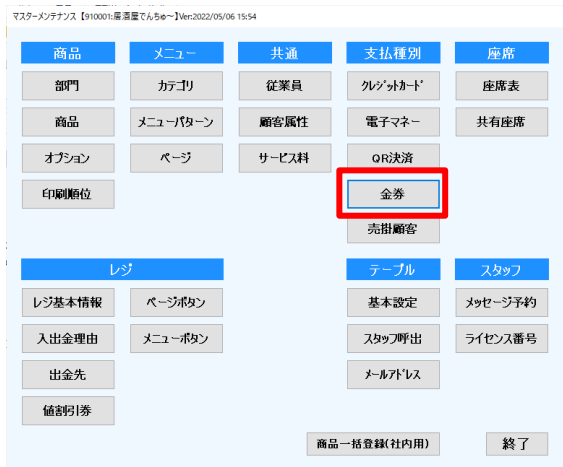 マスターメンテナンス【910001:居酒屋でんちゅ～】Ver:2022/05/06 15:54
商品 メニュー 共通 支払種別 座席
部門 カテゴリ 従業員 ｸﾚｼﾞｯﾄｶｰﾄﾞ 座席表
商品 メニューパターン 顧客属性 電子マネー 共有座席
オプション ページ サービス料 QR決済
印刷順位 金券
売掛顧客
レジ テーブル スタッフ
レジ基本情報 ページボタン 基本設定 メッセージ予約
入出金理由 メニューボタン スタッフ呼出 ライセンス番号
出金先 ﾒｰﾙｱﾄﾞﾚｽ
値割引券
商品一括登録(社内用) 終了